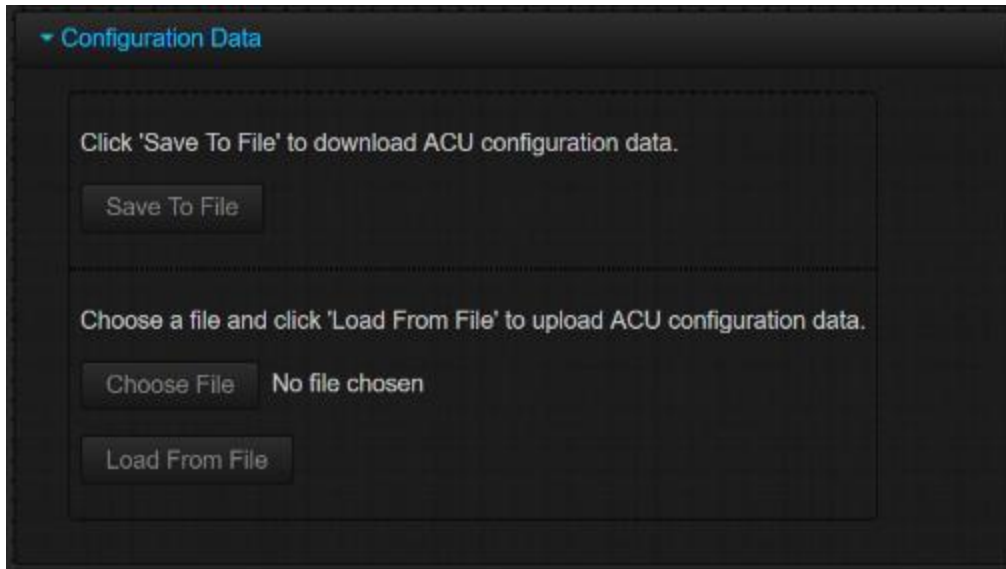 Configuration Data
Click 'Save To File' to download ACU configuration data.
Save To File
Choose a file and click 'Load From File' to upload ACU configuration data.
Choose File No file chosen
Load From File